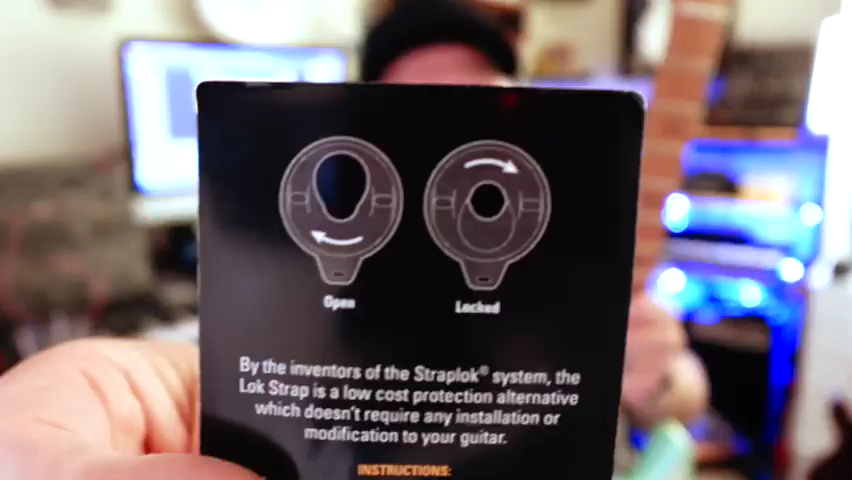 Open
Locked
By the inventors of the Straplok® system, the
Lok Strap is a low cost protection alternative
which doesn't require any installation or
modification to your guitar.
INSTRUCTIONS: